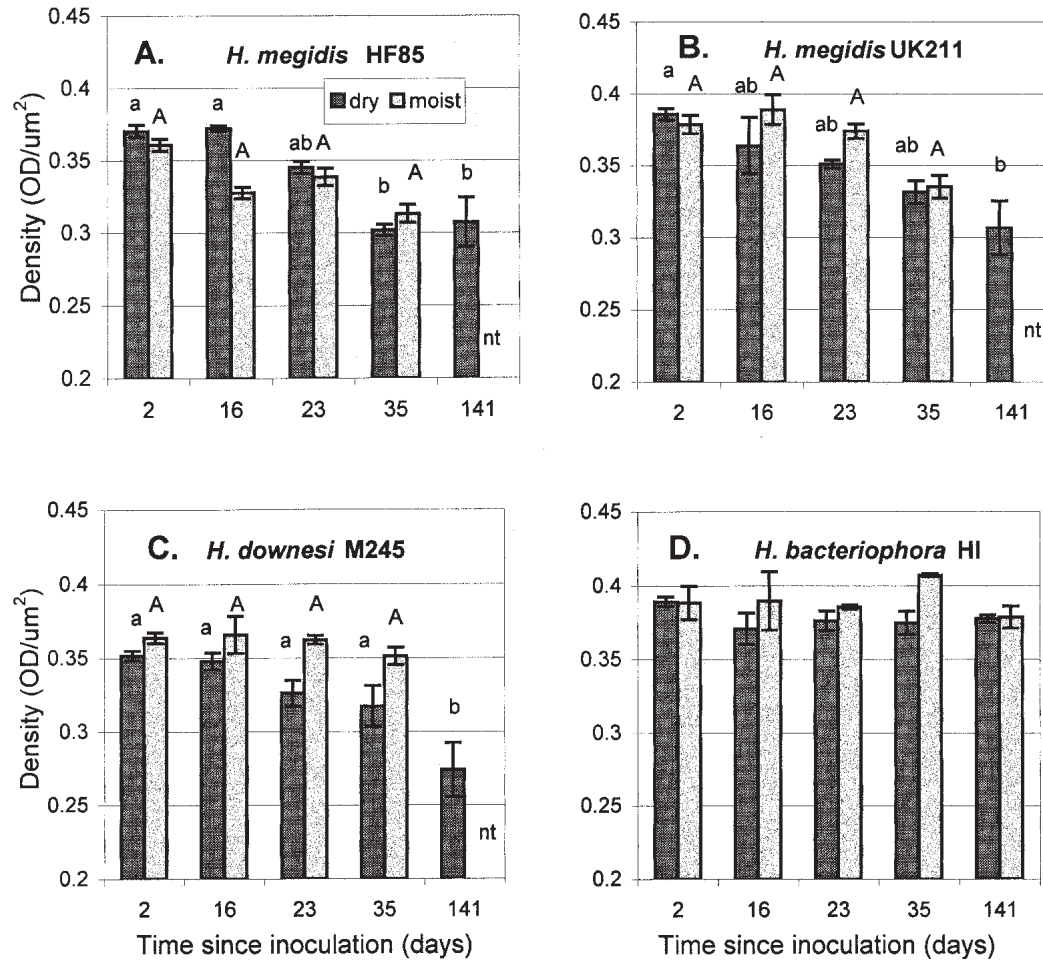 A. H. megidis HF85
dry moist
Density (OD/um²)
0.45
0.4
0.35
0.3
0.25
0.2
a A a A ab A b A b
nt
2 16 23 35 141
B. H. megidis UK211
0.45
0.4
0.35
0.3
0.25
0.2
a A ab A ab A ab A b
nt
2 16 23 35 141
C. H. downesi M245
Density (OD/um²)
0.45
0.4
0.35
0.3
0.25
0.2
a A a A a A a A b
nt
2 16 23 35 141
Time since inoculation (days)
D. H. bacteriophora HI
0.45
0.4
0.35
0.3
0.25
0.2
2 16 23 35 141
Time since inoculation (days)